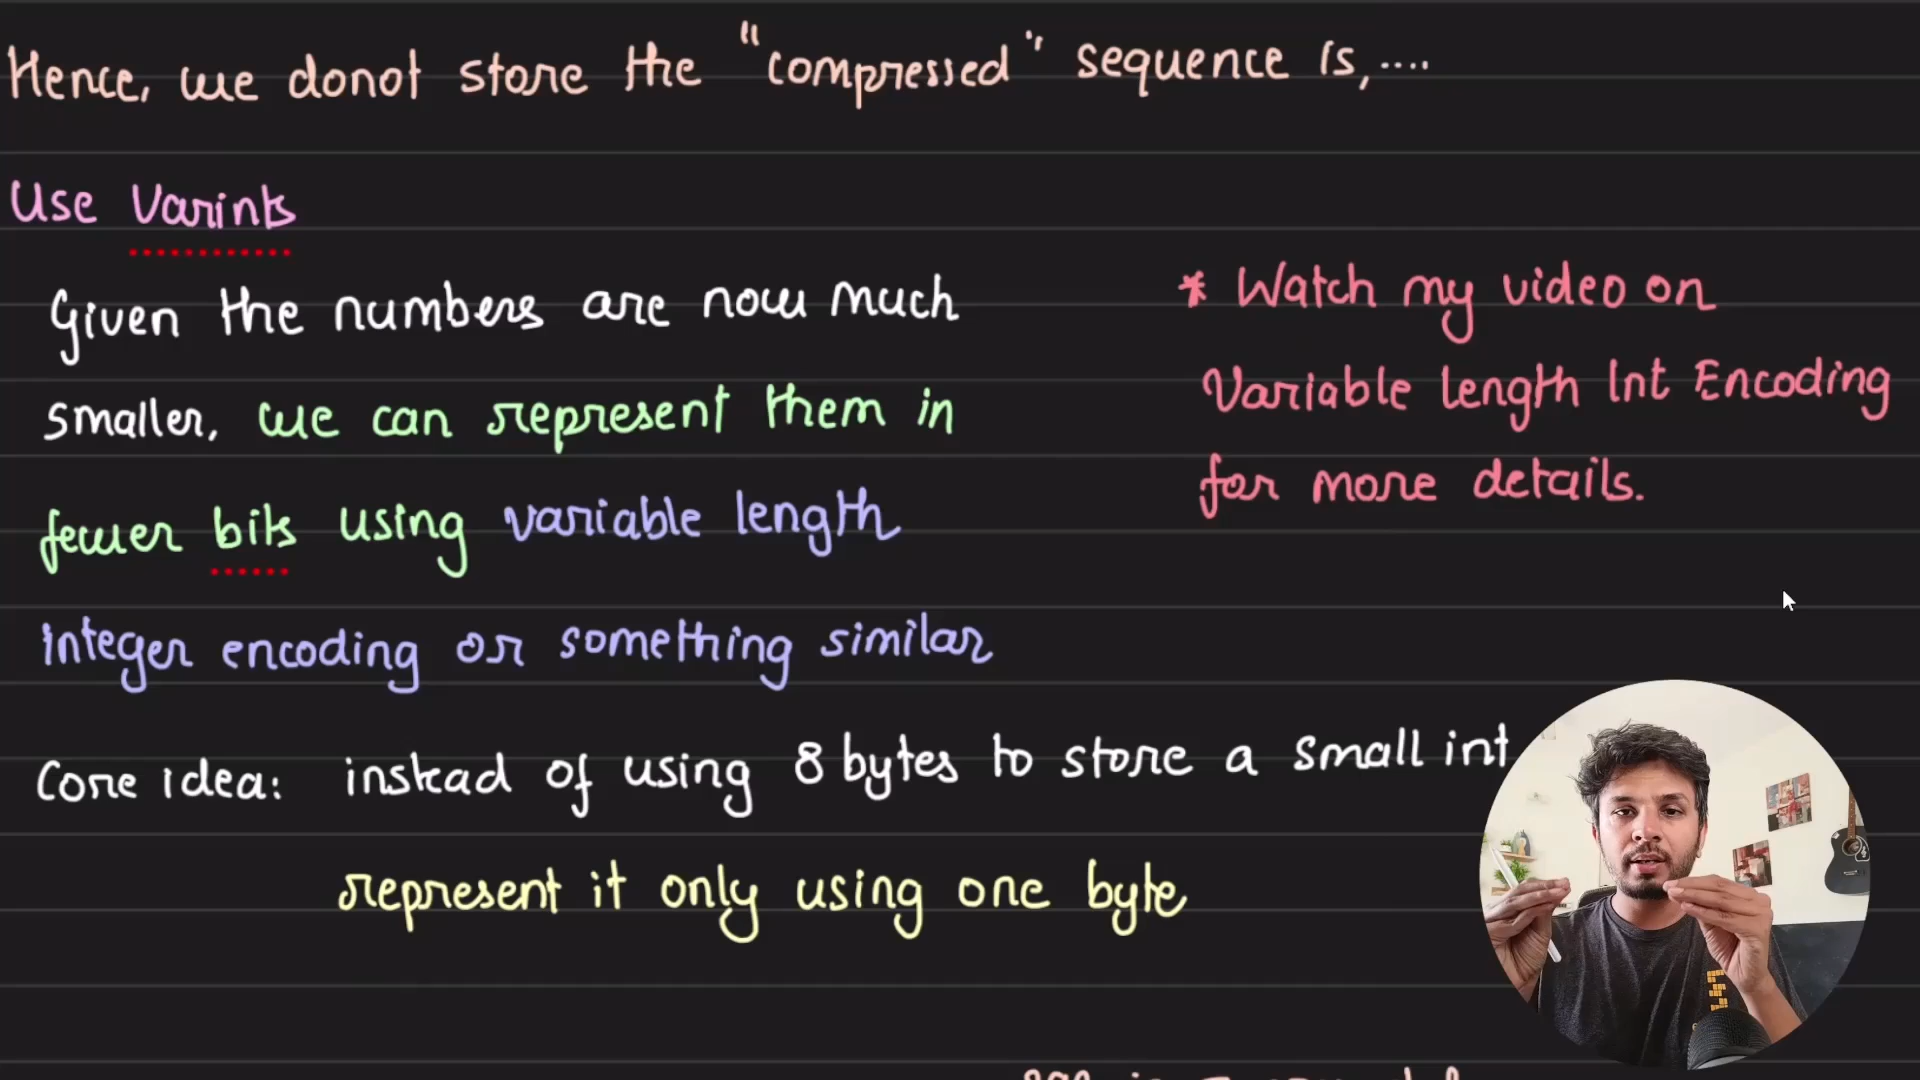 Hence, we donot store the "compressed" sequence is,....
Use Varints
Given the numbers are now much
smaller, we can represent them in
fewer bits using variable length
integer encoding or something similar
* Watch my video on
Variable length Int Encoding
for more details.
Core idea: instead of using 8 bytes to store a small int
represent it only using one byte